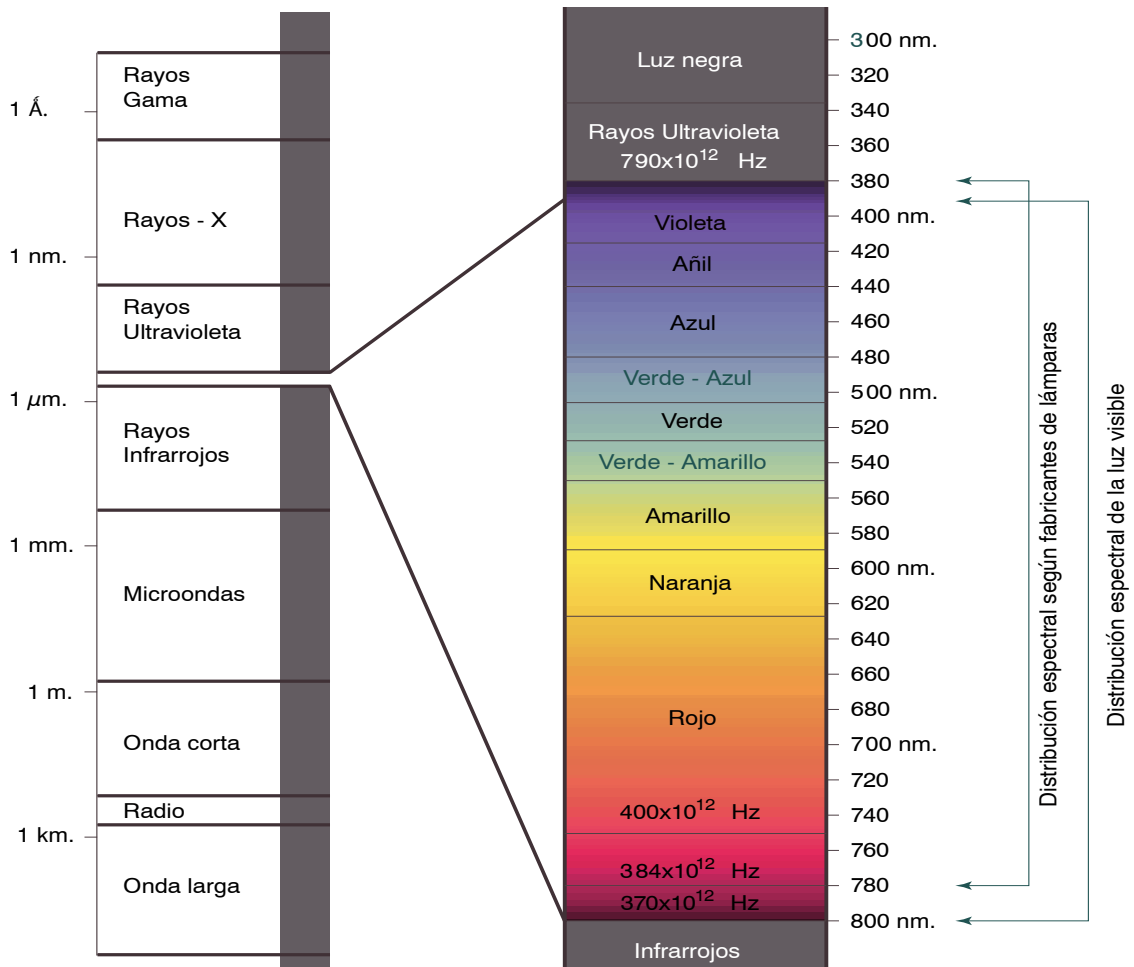 Rayos
Gama
Rayos - X
Rayos
Ultravioleta
Rayos
Infrarrojos
Microondas
Onda corta
Radio
Onda larga
1 Å.
1 nm.
1 µm.
1 mm.
1 m.
1 km.
Luz negra
Rayos Ultravioleta
790x10¹² Hz
Violeta
Añil
Azul
Verde - Azul
Verde
Verde - Amarillo
Amarillo
Naranja
Rojo
400x10¹² Hz
384x10¹² Hz
370x10¹² Hz
Infrarrojos
300 nm.
320
340
360
380
400 nm.
420
440
460
480
500 nm.
520
540
560
580
600 nm.
620
640
660
680
700 nm.
720
740
760
780
800 nm.
Distribución espectral según fabricantes de lámparas
Distribución espectral de la luz visible